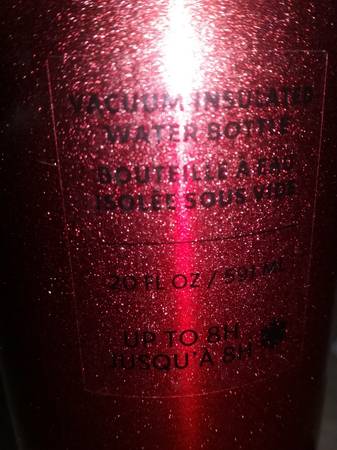 VACUUM INSULATED
WATER BOTTLE
BOUTEILLE À EAU
ISOLÉE SOUS VIDE
20 FL OZ / 591 ML
UP TO 8H
JUSQU'À 8H